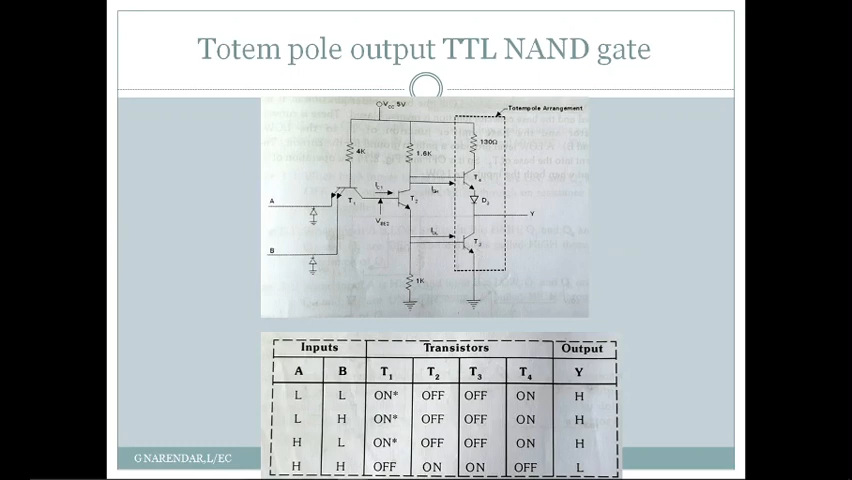 Totem pole output TTL NAND gate
VCC 5V
Totempole Arrangement
4K
1.6K
130Ω
T4
IC1
T1
T2
D3
A
VBE2
Y
T3
B
1K
Inputs Transistors Output
A B T1 T2 T3 T4 Y
L L ON* OFF OFF ON H
L H ON* OFF OFF ON H
H L ON* OFF OFF ON H
H H OFF ON ON OFF L
G NARENDAR,L/EC